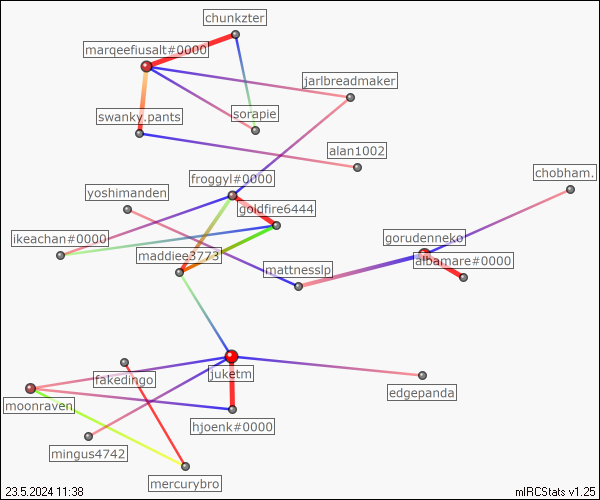 chunkzter
marqeefiusalt#0000
jarlbreadmaker
swanky.pants
sorapie
alan1002
chobham.
froggyl#0000
yoshimanden
goldfire6444
ikeachan#0000
gorudenneko
maddiee3773
albamare#0000
mattnesslp
juketm
fakedingo
edgepanda
moonraven
hjoenk#0000
mingus4742
mercurybro
23.5.2024 11:38
mIRCStats v1.25